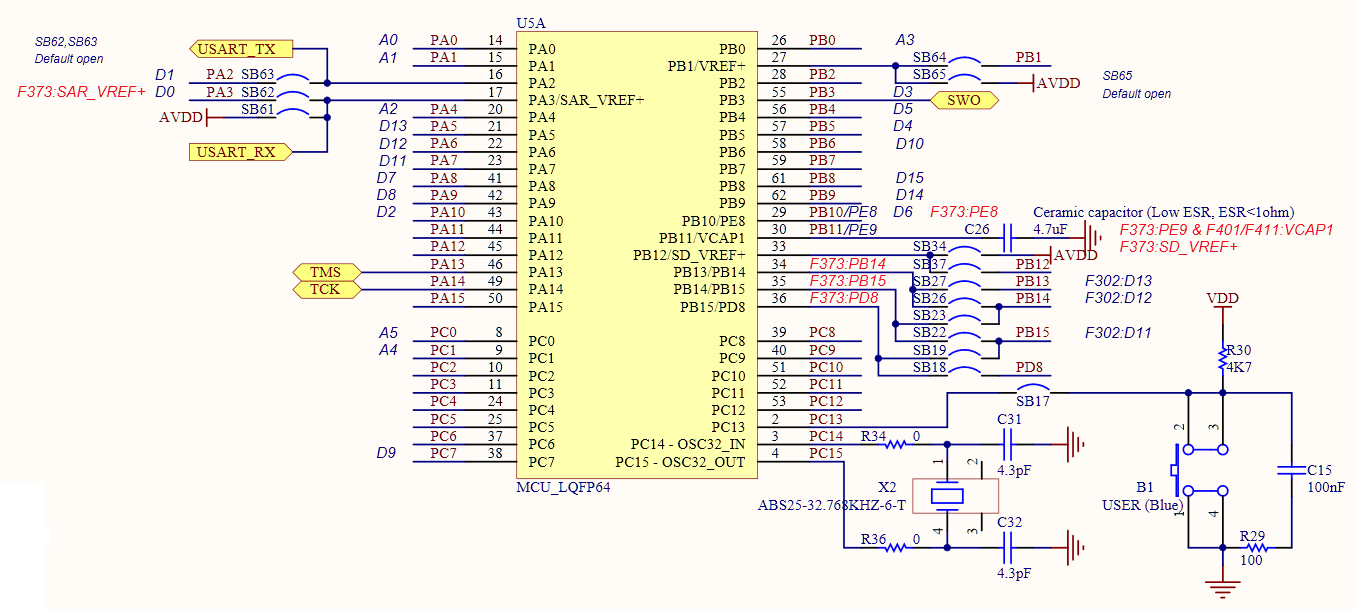 U5A
SB62,SB63
Default open
USART_TX
A0 PA0 14 PA0
A1 PA1 15 PA1
16 PA2
D1 PA2 SB63
F373:SAR_VREF+ D0 PA3 SB62 17 PA3/SAR_VREF+
AVDD SB61
A2 PA4 20 PA4
D13 PA5 21 PA5
D12 PA6 22 PA6
USART_RX
D11 PA7 23 PA7
D7 PA8 41 PA8
D8 PA9 42 PA9
D2 PA10 43 PA10
PA11 44 PA11
PA12 45 PA12
TMS PA13 46 PA13
TCK PA14 49 PA14
PA15 50 PA15
A5 PC0 8 PC0
A4 PC1 9 PC1
PC2 10 PC2
PC3 11 PC3
PC4 24 PC4
PC5 25 PC5
PC6 37 PC6
D9 PC7 38 PC7
MCU_LQFP64
PB0 26 PB0 A3
PB1/VREF+ 27 SB64 PB1
PB2 28 PB2 SB65 AVDD
SB65
Default open
PB3 55 PB3 D3 SWO
PB4 56 PB4 D5
PB5 57 PB5 D4
PB6 58 PB6 D10
PB7 59 PB7
PB8 61 PB8 D15
PB9 62 PB9 D14
PB10/PE8 29 PB10/PE8 D6 F373:PE8
Ceramic capacitor (Low ESR, ESR<1ohm)
PB11/VCAP1 30 PB11/PE9 C26 4.7uF
F373:PE9 & F401/F411:VCAP1
F373:SD_VREF+
PB12/SD_VREF+ 33 SB34 AVDD
SB37 PB12
PB13/PB14 34 F373:PB14
SB27 PB13 F302:D13
PB14/PB15 35 F373:PB15
SB26 PB14 F302:D12
PB15/PD8 36 F373:PD8
SB23
SB22 PB15 F302:D11
SB19
SB18 PD8
PC8 39 PC8
PC9 40 PC9
PC10 51 PC10
PC11 52 PC11
PC12 53 PC12
PC13 2 PC13
SB17
PC14 - OSC32_IN 3 PC14 R34 0
PC15 - OSC32_OUT 4 PC15
C31
4.3pF
1 2
X2
ABS25-32.768KHZ-6-T
4 3
C32
4.3pF
R36 0
VDD
R30
4K7
2 3
B1
USER (Blue)
1 4
C15
100nF
R29
100